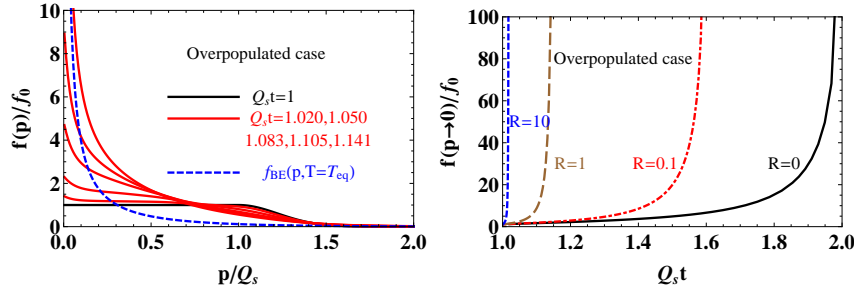 10
8
6
4
2
0
f(p)/f₀
Overpopulated case
Qₛt=1
Qₛt=1.020,1.050
1.083,1.105,1.141
f_BE(p,T=T_eq)
0.0 0.5 1.0 1.5 2.0
p/Qₛ
100
80
60
40
20
0
f(p→0)/f₀
Overpopulated case
R=10
R=1
R=0.1
R=0
1.0 1.2 1.4 1.6 1.8 2.0
Qₛt